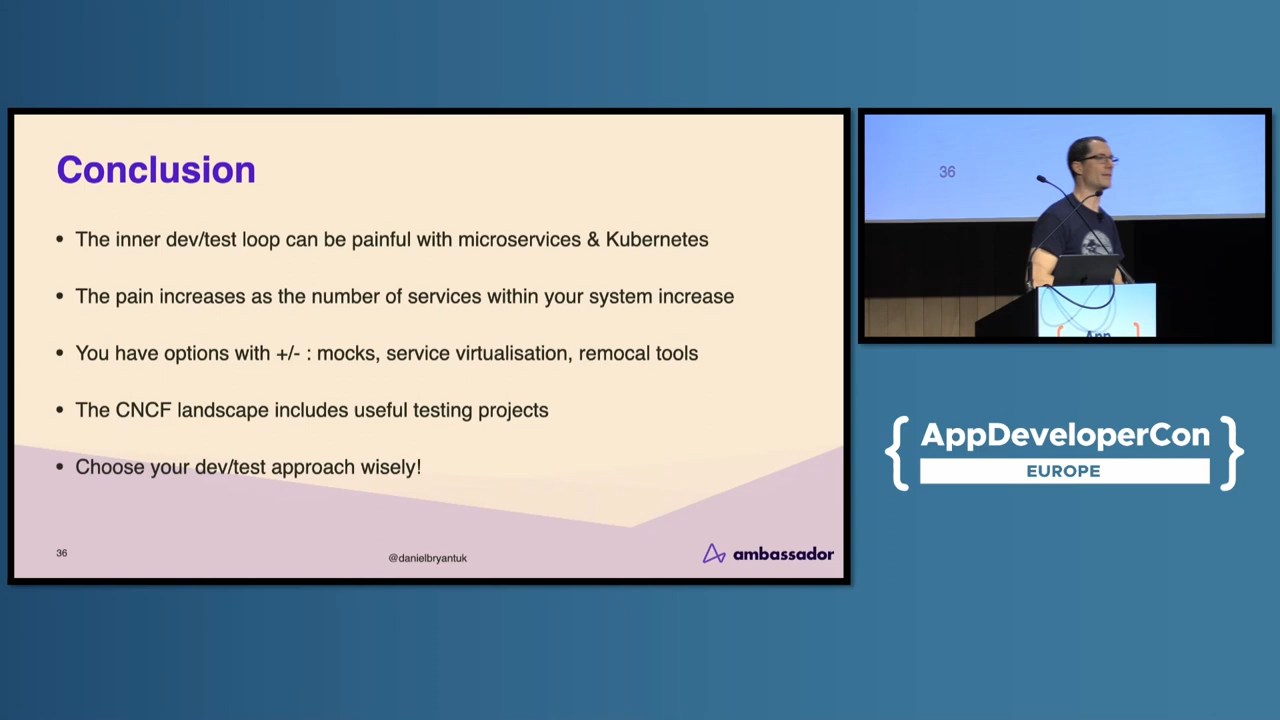 Conclusion
• The inner dev/test loop can be painful with microservices & Kubernetes
• The pain increases as the number of services within your system increase
• You have options with +/- : mocks, service virtualisation, remocal tools
• The CNCF landscape includes useful testing projects
• Choose your dev/test approach wisely!
36
@danielbryantuk
ambassador
36
App
{ AppDeveloperCon }
EUROPE